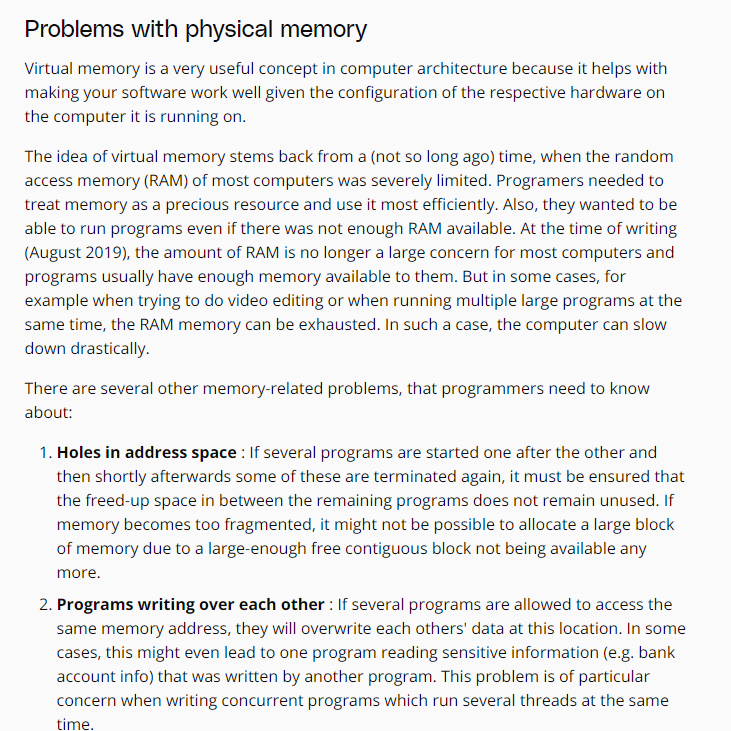 Problems with physical memory
Virtual memory is a very useful concept in computer architecture because it helps with
making your software work well given the configuration of the respective hardware on
the computer it is running on.
The idea of virtual memory stems back from a (not so long ago) time, when the random
access memory (RAM) of most computers was severely limited. Programers needed to
treat memory as a precious resource and use it most efficiently. Also, they wanted to be
able to run programs even if there was not enough RAM available. At the time of writing
(August 2019), the amount of RAM is no longer a large concern for most computers and
programs usually have enough memory available to them. But in some cases, for
example when trying to do video editing or when running multiple large programs at the
same time, the RAM memory can be exhausted. In such a case, the computer can slow
down drastically.
There are several other memory-related problems, that programmers need to know
about:
1. Holes in address space : If several programs are started one after the other and
then shortly afterwards some of these are terminated again, it must be ensured that
the freed-up space in between the remaining programs does not remain unused. If
memory becomes too fragmented, it might not be possible to allocate a large block
of memory due to a large-enough free contiguous block not being available any
more.
2. Programs writing over each other : If several programs are allowed to access the
same memory address, they will overwrite each others' data at this location. In some
cases, this might even lead to one program reading sensitive information (e.g. bank
account info) that was written by another program. This problem is of particular
concern when writing concurrent programs which run several threads at the same
time.